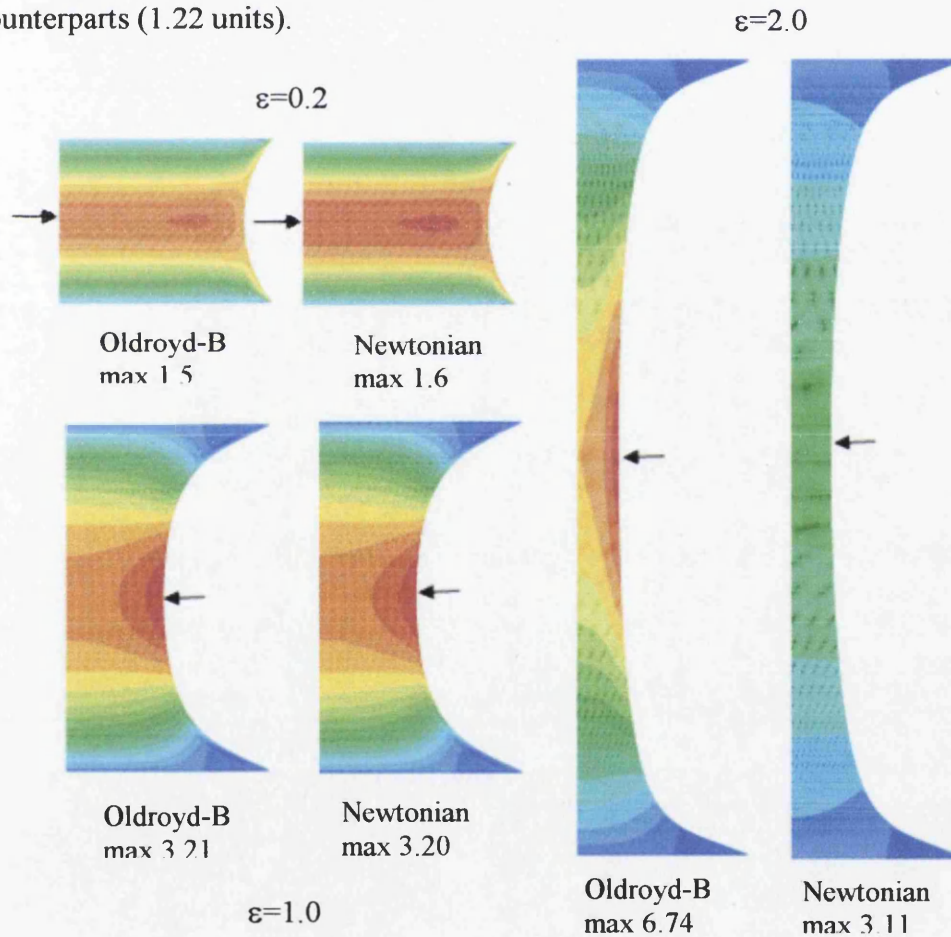 ounterparts (1.22 units).
ε=2.0
ε=0.2
Oldroyd-B
max 1.5
Newtonian
max 1.6
Oldroyd-B
max 3.21
Newtonian
max 3.20
ε=1.0
Oldroyd-B
max 6.74
Newtonian
max 3.11